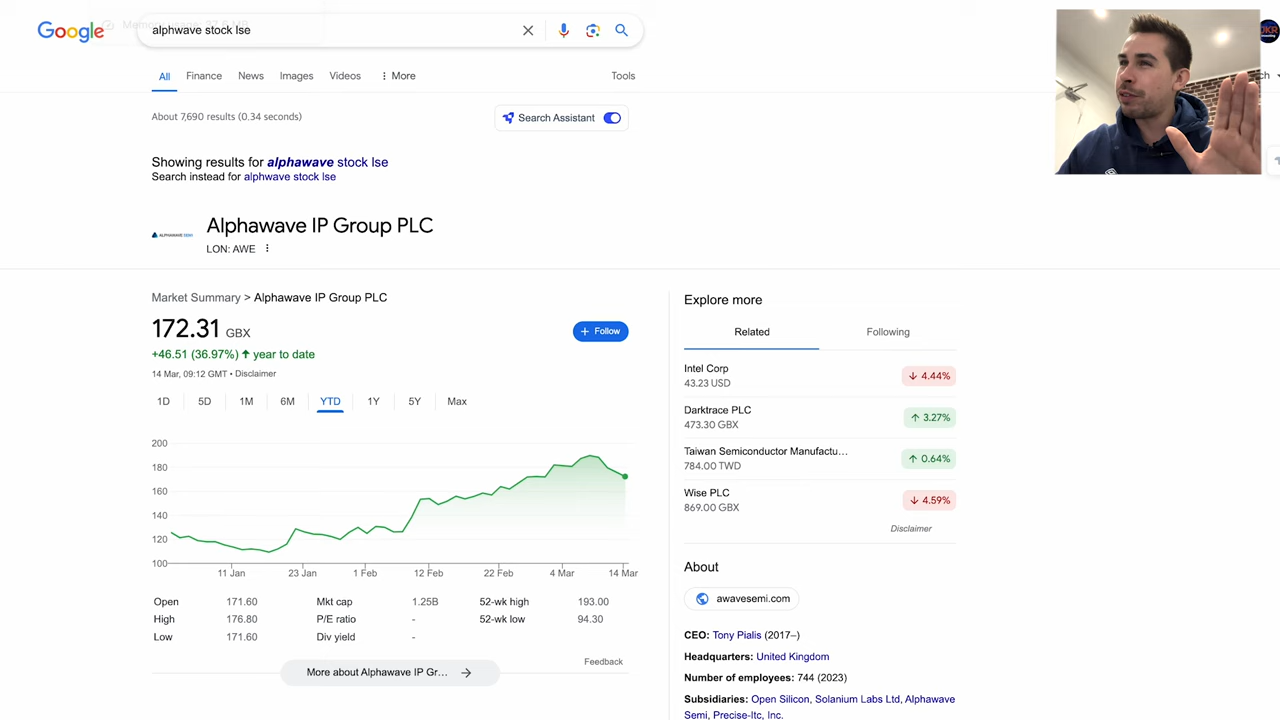 Google
alphwave stock lse
All Finance News Images Videos More
Tools
About 7,690 results (0.34 seconds)
Search Assistant
Showing results for alphawave stock lse
Search instead for alphwave stock lse
ALPHAWAVE SEMI
Alphawave IP Group PLC
LON: AWE
Market Summary > Alphawave IP Group PLC
172.31 GBX
+ Follow
+46.51 (36.97%) ↑ year to date
14 Mar, 09:12 GMT • Disclaimer
1D 5D 1M 6M YTD 1Y 5Y Max
200
180
160
140
120
100
11 Jan 23 Jan 1 Feb 12 Feb 22 Feb 4 Mar 14 Mar
Open 171.60 Mkt cap 1.25B 52-wk high 193.00
High 176.80 P/E ratio - 52-wk low 94.30
Low 171.60 Div yield -
Feedback
More about Alphawave IP Gr... →
Explore more
Related Following
Intel Corp
43.23 USD
↓ 4.44%
Darktrace PLC
473.30 GBX
↑ 3.27%
Taiwan Semiconductor Manufactu...
784.00 TWD
↑ 0.64%
Wise PLC
869.00 GBX
↓ 4.59%
Disclaimer
About
awavesemi.com
CEO: Tony Pialis (2017–)
Headquarters: United Kingdom
Number of employees: 744 (2023)
Subsidiaries: Open Silicon, Solanium Labs Ltd, Alphawave
Semi, Precise-Itc, Inc.